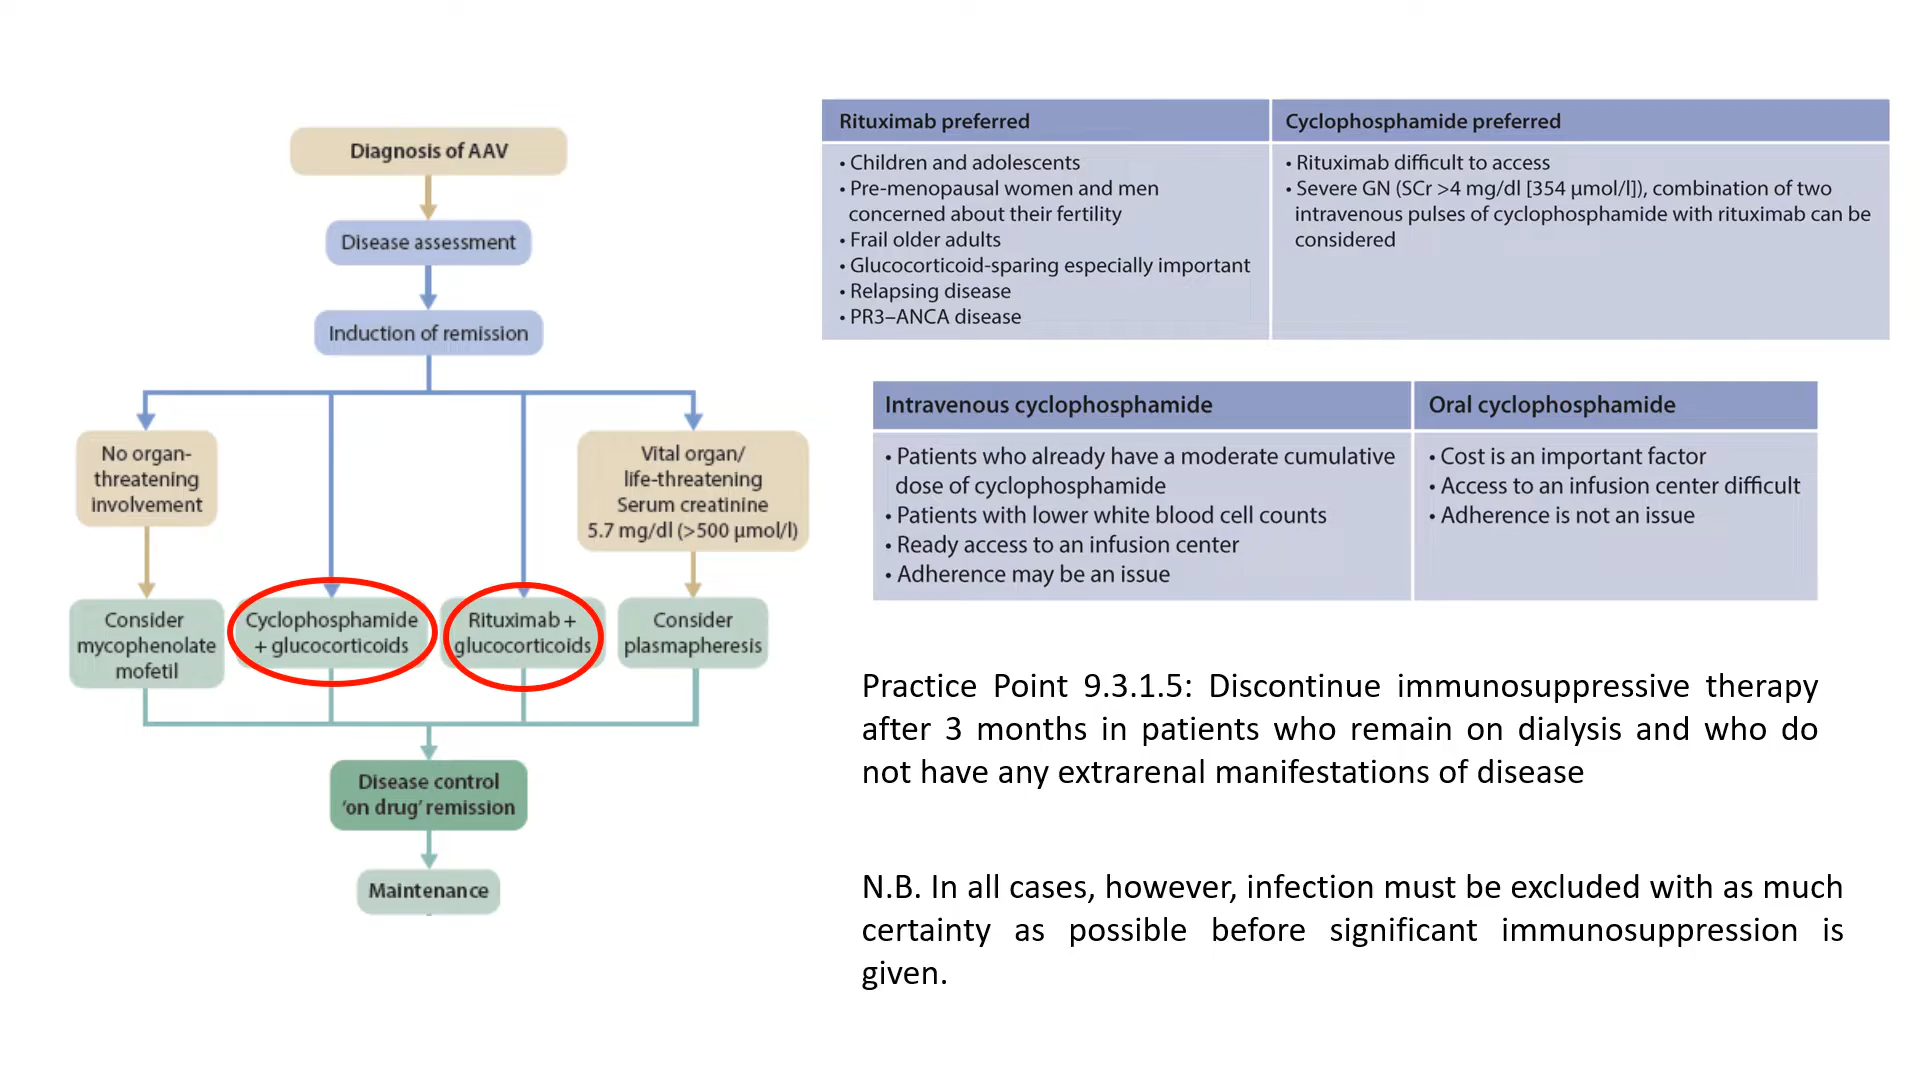 Diagnosis of AAV
Disease assessment
Induction of remission
No organ-
threatening
involvement
Vital organ/
life-threatening
Serum creatinine
5.7 mg/dl (>500 μmol/l)
Consider
mycophenolate
mofetil
Cyclophosphamide
+ glucocorticoids
Rituximab +
glucocorticoids
Consider
plasmapheresis
Disease control
‘on drug’ remission
Maintenance
Rituximab preferred
• Children and adolescents
• Pre-menopausal women and men
concerned about their fertility
• Frail older adults
• Glucocorticoid-sparing especially important
• Relapsing disease
• PR3–ANCA disease
Cyclophosphamide preferred
• Rituximab difficult to access
• Severe GN (SCr >4 mg/dl [354 μmol/l]), combination of two
intravenous pulses of cyclophosphamide with rituximab can be
considered
Intravenous cyclophosphamide
• Patients who already have a moderate cumulative
dose of cyclophosphamide
• Patients with lower white blood cell counts
• Ready access to an infusion center
• Adherence may be an issue
Oral cyclophosphamide
• Cost is an important factor
• Access to an infusion center difficult
• Adherence is not an issue
Practice Point 9.3.1.5: Discontinue immunosuppressive therapy
after 3 months in patients who remain on dialysis and who do
not have any extrarenal manifestations of disease
N.B. In all cases, however, infection must be excluded with as much
certainty as possible before significant immunosuppression is
given.